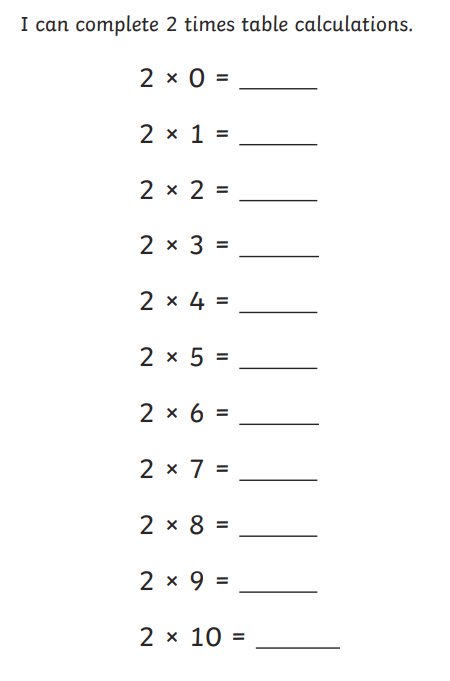 I can complete 2 times table calculations.
2 × 0 = ______
2 × 1 = ______
2 × 2 = ______
2 × 3 = ______
2 × 4 = ______
2 × 5 = ______
2 × 6 = ______
2 × 7 = ______
2 × 8 = ______
2 × 9 = ______
2 × 10 = ______